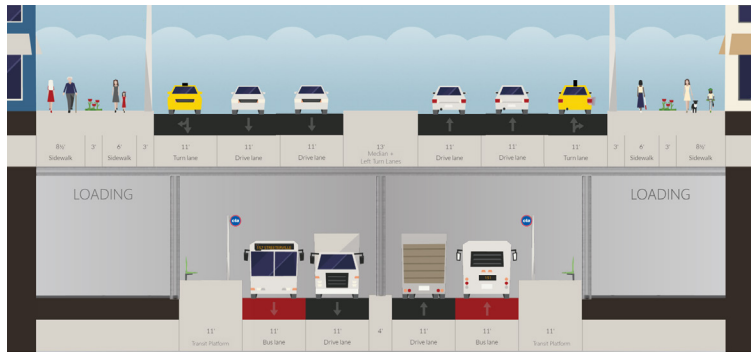 8½' 3' 6' 3' 11' 11' 11' 13' 11' 11' 11' 3' 6' 3' 8½'
Sidewalk Sidewalk Turn lane Drive lane Drive lane Median + Drive lane Drive lane Turn lane Sidewalk Sidewalk
Left Turn Lanes
LOADING LOADING
cta cta
11' 11' 11' 4' 11' 11' 11'
Transit Platform Bus lane Drive lane Drive lane Bus lane Transit Platform